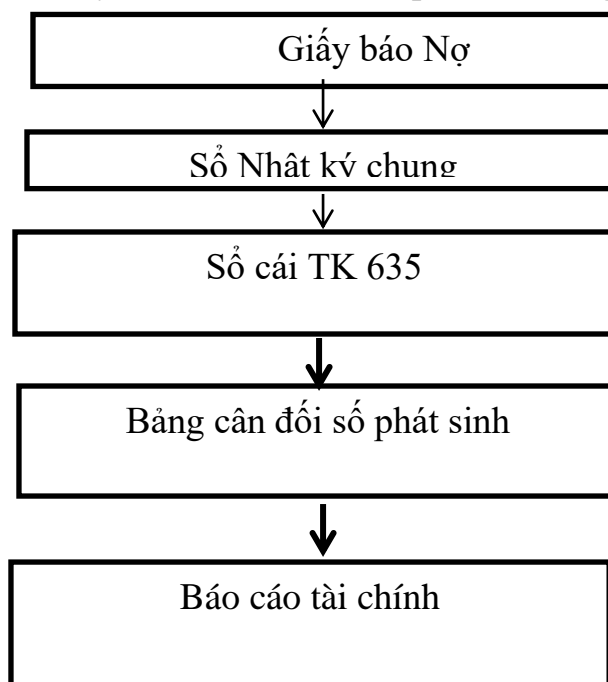 Giấy báo Nợ
Sổ Nhật ký chung
Sổ cái TK 635
Bảng cân đối số phát sinh
Báo cáo tài chính